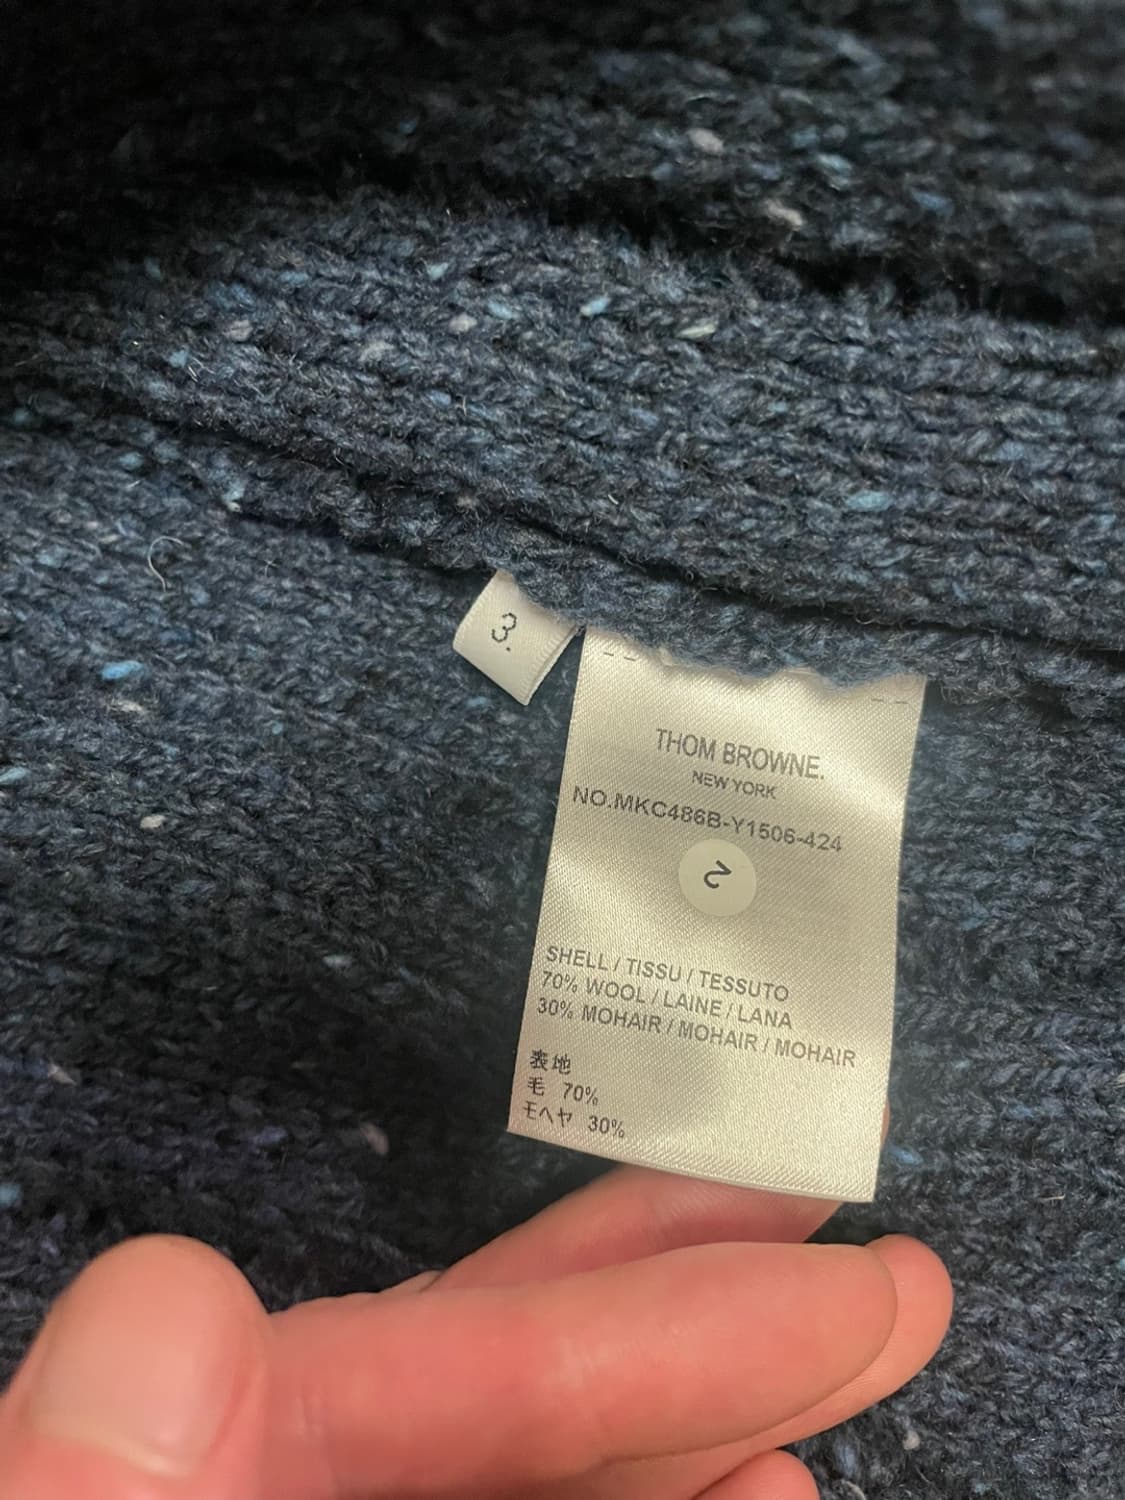 3.
THOM BROWNE.
NEW YORK
NO.MKC486B-Y1506-424
2
SHELL / TISSU / TESSUTO
70% WOOL / LAINE / LANA
30% MOHAIR / MOHAIR / MOHAIR
表地
毛 70%
モヘヤ 30%